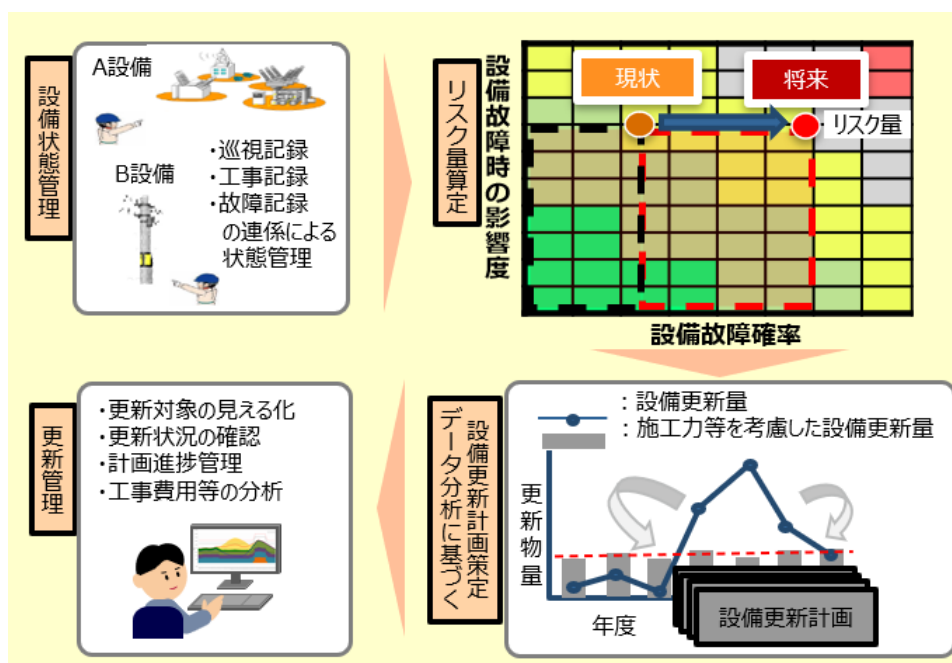 設備状態管理
A設備
B設備
・巡視記録
・工事記録
・故障記録
の連係による
状態管理
リスク量算定
設備故障時の影響度
現状
将来
リスク量
設備故障確率
更新管理
・更新対象の見える化
・更新状況の確認
・計画進捗管理
・工事費用等の分析
データ分析に基づく
設備更新計画策定
：設備更新量
：施工力等を考慮した設備更新量
更新物量
年度
設備更新計画